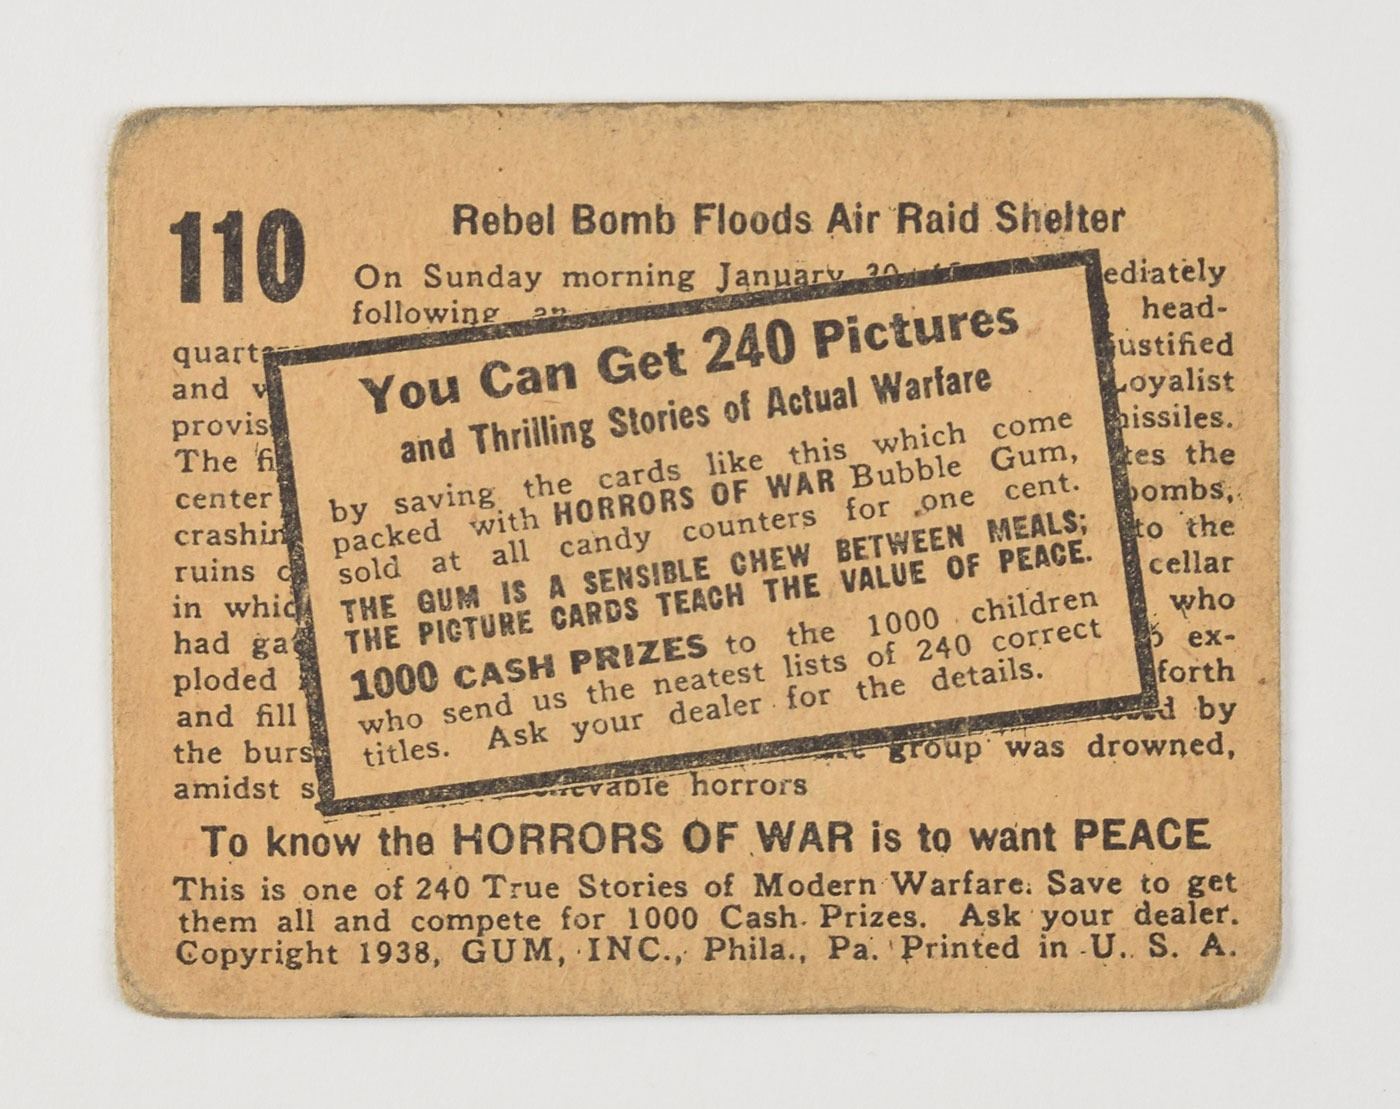 110
Rebel Bomb Floods Air Raid Shelter
On Sunday morning January 30
ediately
following an
head-
quart
justified
and
Loyalist
provis
missiles.
The fi
tes the
center
bombs,
crashin
to the
ruins
cellar
in whic
who
had ga
ex-
ploded
forth
and fill
by
the burs
group was drowned,
amidst s
horrors
You Can Get 240 Pictures
and Thrilling Stories of Actual Warfare
by saving the cards like this which come
packed with HORRORS OF WAR Bubble Gum,
sold at all candy counters for one cent.
THE GUM IS A SENSIBLE CHEW BETWEEN MEALS;
THE PICTURE CARDS TEACH THE VALUE OF PEACE.
1000 CASH PRIZES to the 1000 children
who send us the neatest lists of 240 correct
titles. Ask your dealer for the details.
To know the HORRORS OF WAR is to want PEACE
This is one of 240 True Stories of Modern Warfare. Save to get
them all and compete for 1000 Cash Prizes. Ask your dealer.
Copyright 1938, GUM, INC., Phila., Pa. Printed in U. S. A.